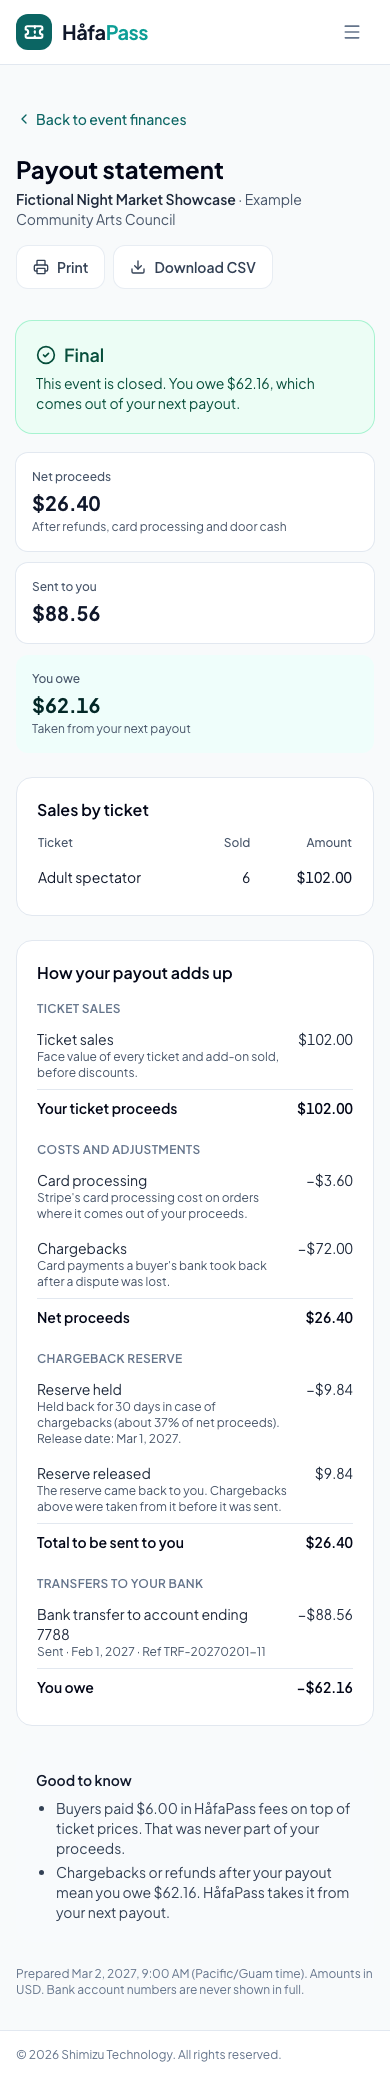 HåfaPass
Back to event finances
Payout statement
Fictional Night Market Showcase · Example
Community Arts Council
Print
Download CSV
Final
This event is closed. You owe $62.16, which
comes out of your next payout.
Net proceeds
$26.40
After refunds, card processing and door cash
Sent to you
$88.56
You owe
$62.16
Taken from your next payout
Sales by ticket
Ticket Sold Amount
Adult spectator 6 $102.00
How your payout adds up
TICKET SALES
Ticket sales $102.00
Face value of every ticket and add-on sold,
before discounts.
Your ticket proceeds $102.00
COSTS AND ADJUSTMENTS
Card processing −$3.60
Stripe's card processing cost on orders
where it comes out of your proceeds.
Chargebacks −$72.00
Card payments a buyer's bank took back
after a dispute was lost.
Net proceeds $26.40
CHARGEBACK RESERVE
Reserve held −$9.84
Held back for 30 days in case of
chargebacks (about 37% of net proceeds).
Release date: Mar 1, 2027.
Reserve released $9.84
The reserve came back to you. Chargebacks
above were taken from it before it was sent.
Total to be sent to you $26.40
TRANSFERS TO YOUR BANK
Bank transfer to account ending −$88.56
7788
Sent · Feb 1, 2027 · Ref TRF-20270201-11
You owe −$62.16
Good to know
• Buyers paid $6.00 in HåfaPass fees on top of
ticket prices. That was never part of your
proceeds.
• Chargebacks or refunds after your payout
mean you owe $62.16. HåfaPass takes it from
your next payout.
Prepared Mar 2, 2027, 9:00 AM (Pacific/Guam time). Amounts in
USD. Bank account numbers are never shown in full.
© 2026 Shimizu Technology. All rights reserved.